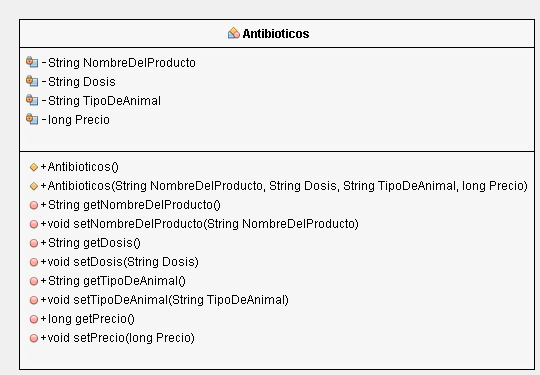 Antibioticos
-String NombreDelProducto
-String Dosis
-String TipoDeAnimal
-long Precio
+Antibioticos()
+Antibioticos(String NombreDelProducto, String Dosis, String TipoDeAnimal, long Precio)
+String getNombreDelProducto()
+void setNombreDelProducto(String NombreDelProducto)
+String getDosis()
+void setDosis(String Dosis)
+String getTipoDeAnimal()
+void setTipoDeAnimal(String TipoDeAnimal)
+long getPrecio()
+void setPrecio(long Precio)